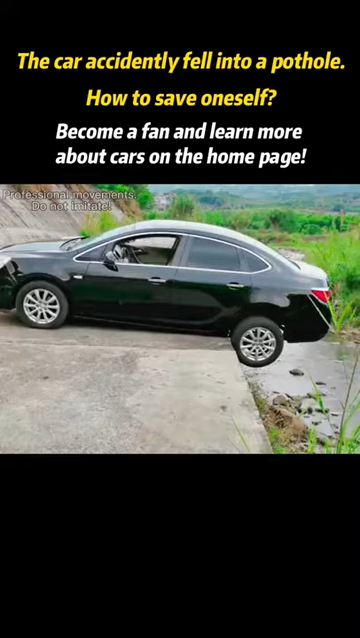 The car accidently fell into a pothole.
How to save oneself?
Become a fan and learn more
about cars on the home page!
Professional movements.
Do not imitate!